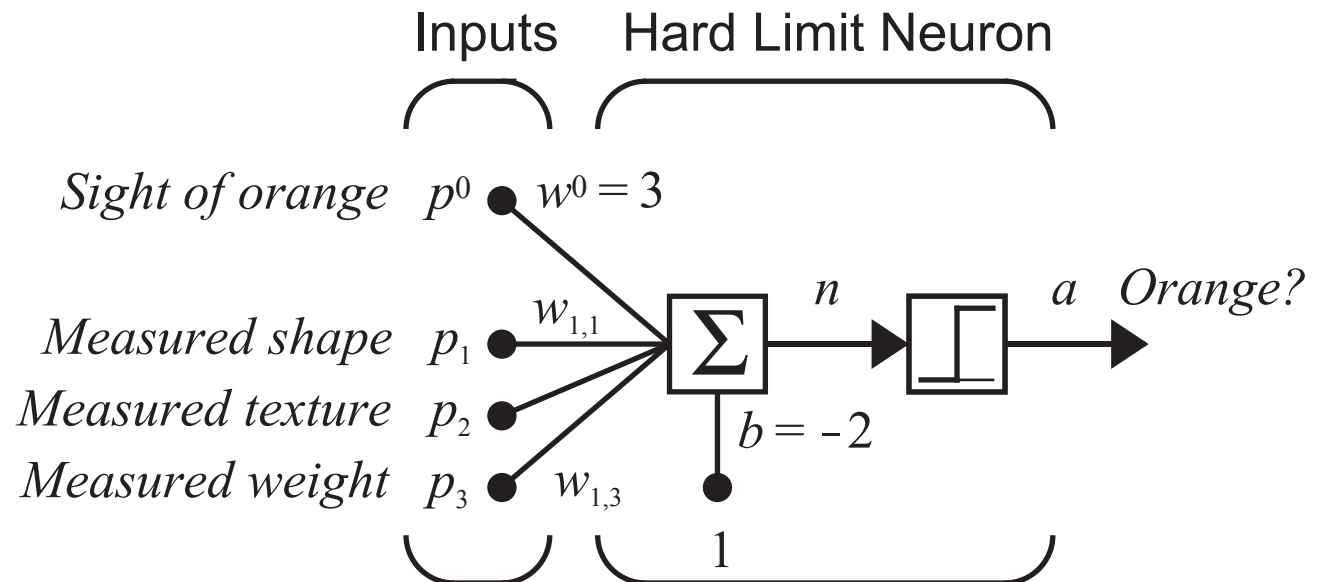 Inputs Hard Limit Neuron
Sight of orange p⁰ w⁰ = 3
n a Orange?
w₁,₁
Measured shape p₁ Σ
Measured texture p₂
b = -2
Measured weight p₃ w₁,₃
1